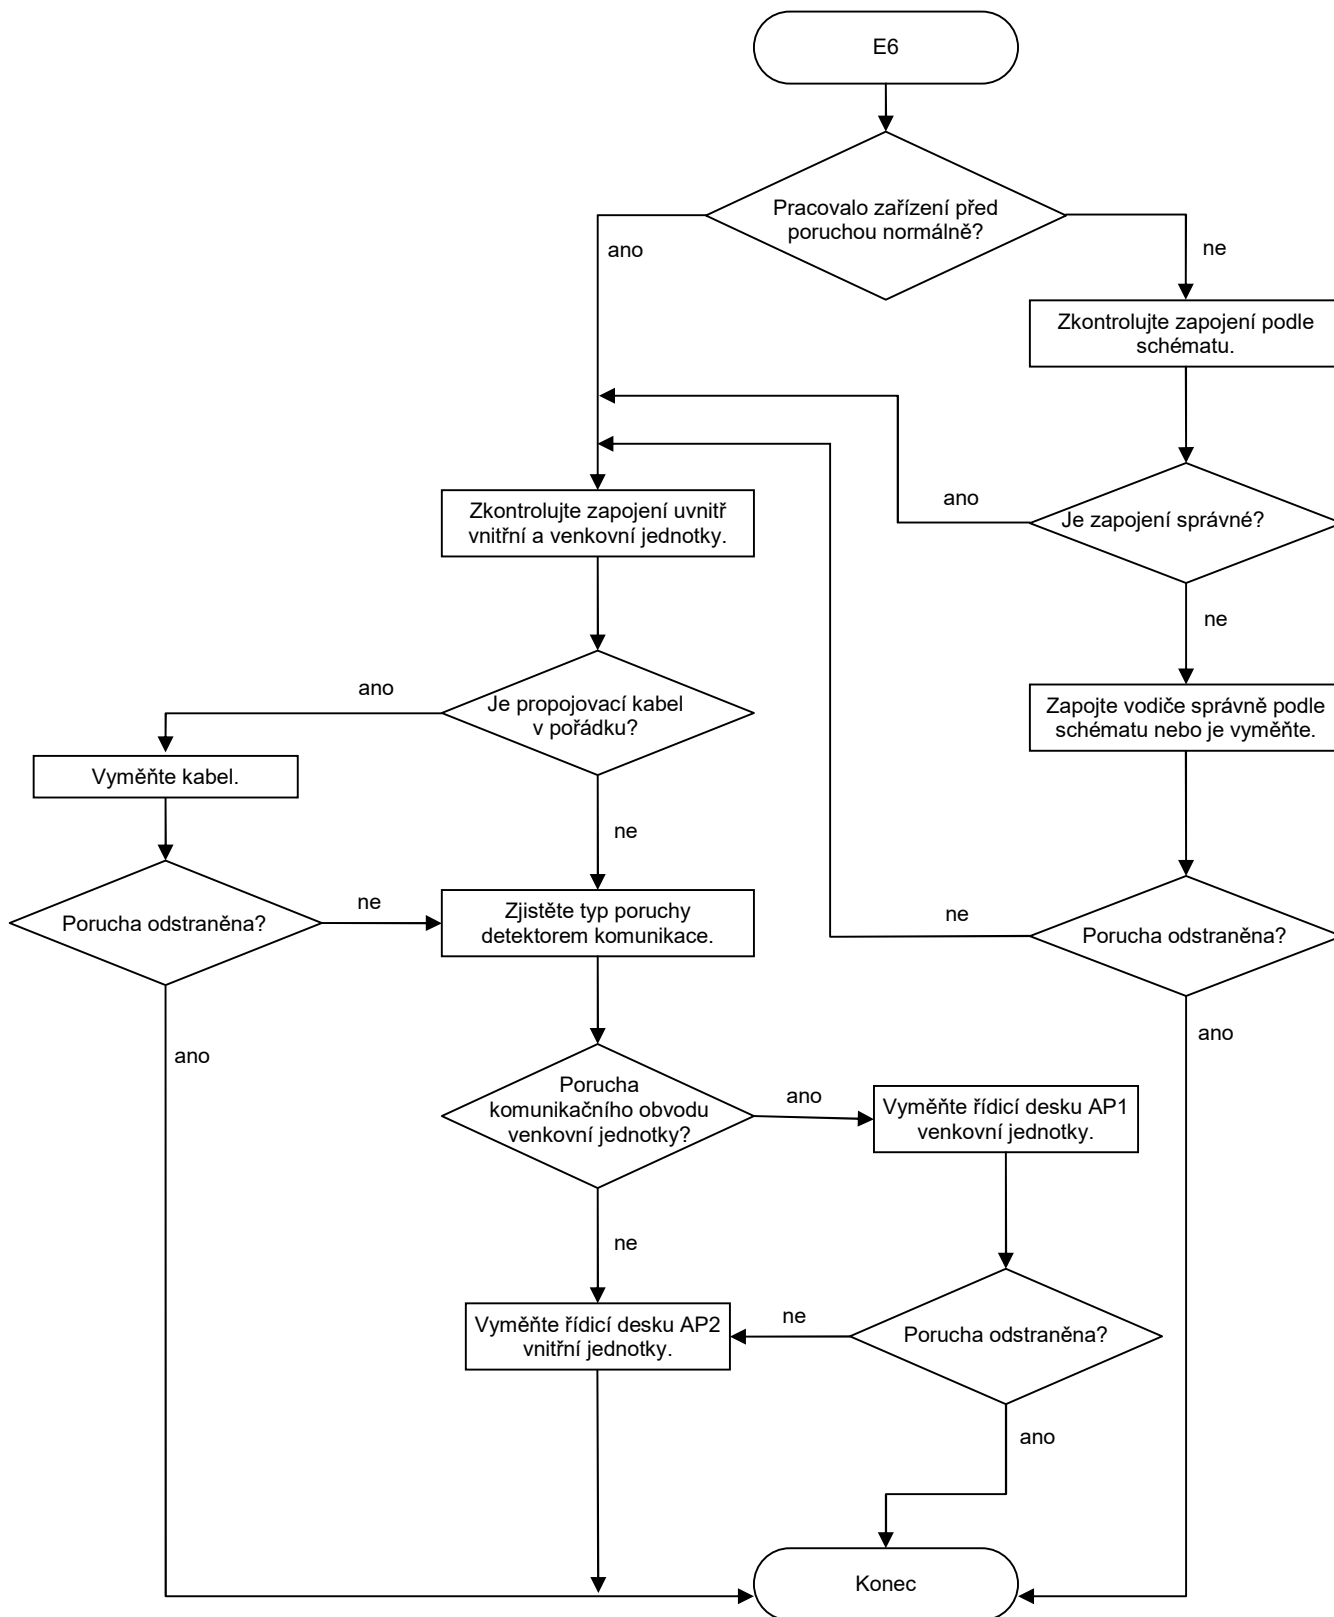 E6
Pracovalo zařízení před
poruchou normálně?
ano
ne
Zkontrolujte zapojení podle
schématu.
ano
Je zapojení správné?
Zkontrolujte zapojení uvnitř
vnitřní a venkovní jednotky.
ne
ano
Je propojovací kabel
v pořádku?
Zapojte vodiče správně podle
schématu nebo je vyměňte.
Vyměňte kabel.
ne
ne
Porucha odstraněna?
Zjistěte typ poruchy
detektorem komunikace.
ne
Porucha odstraněna?
ano
ano
Porucha
komunikačního obvodu
venkovní jednotky?
ano
Vyměňte řídicí desku AP1
venkovní jednotky.
ne
Vyměňte řídicí desku AP2
vnitřní jednotky.
ne
Porucha odstraněna?
ano
Konec